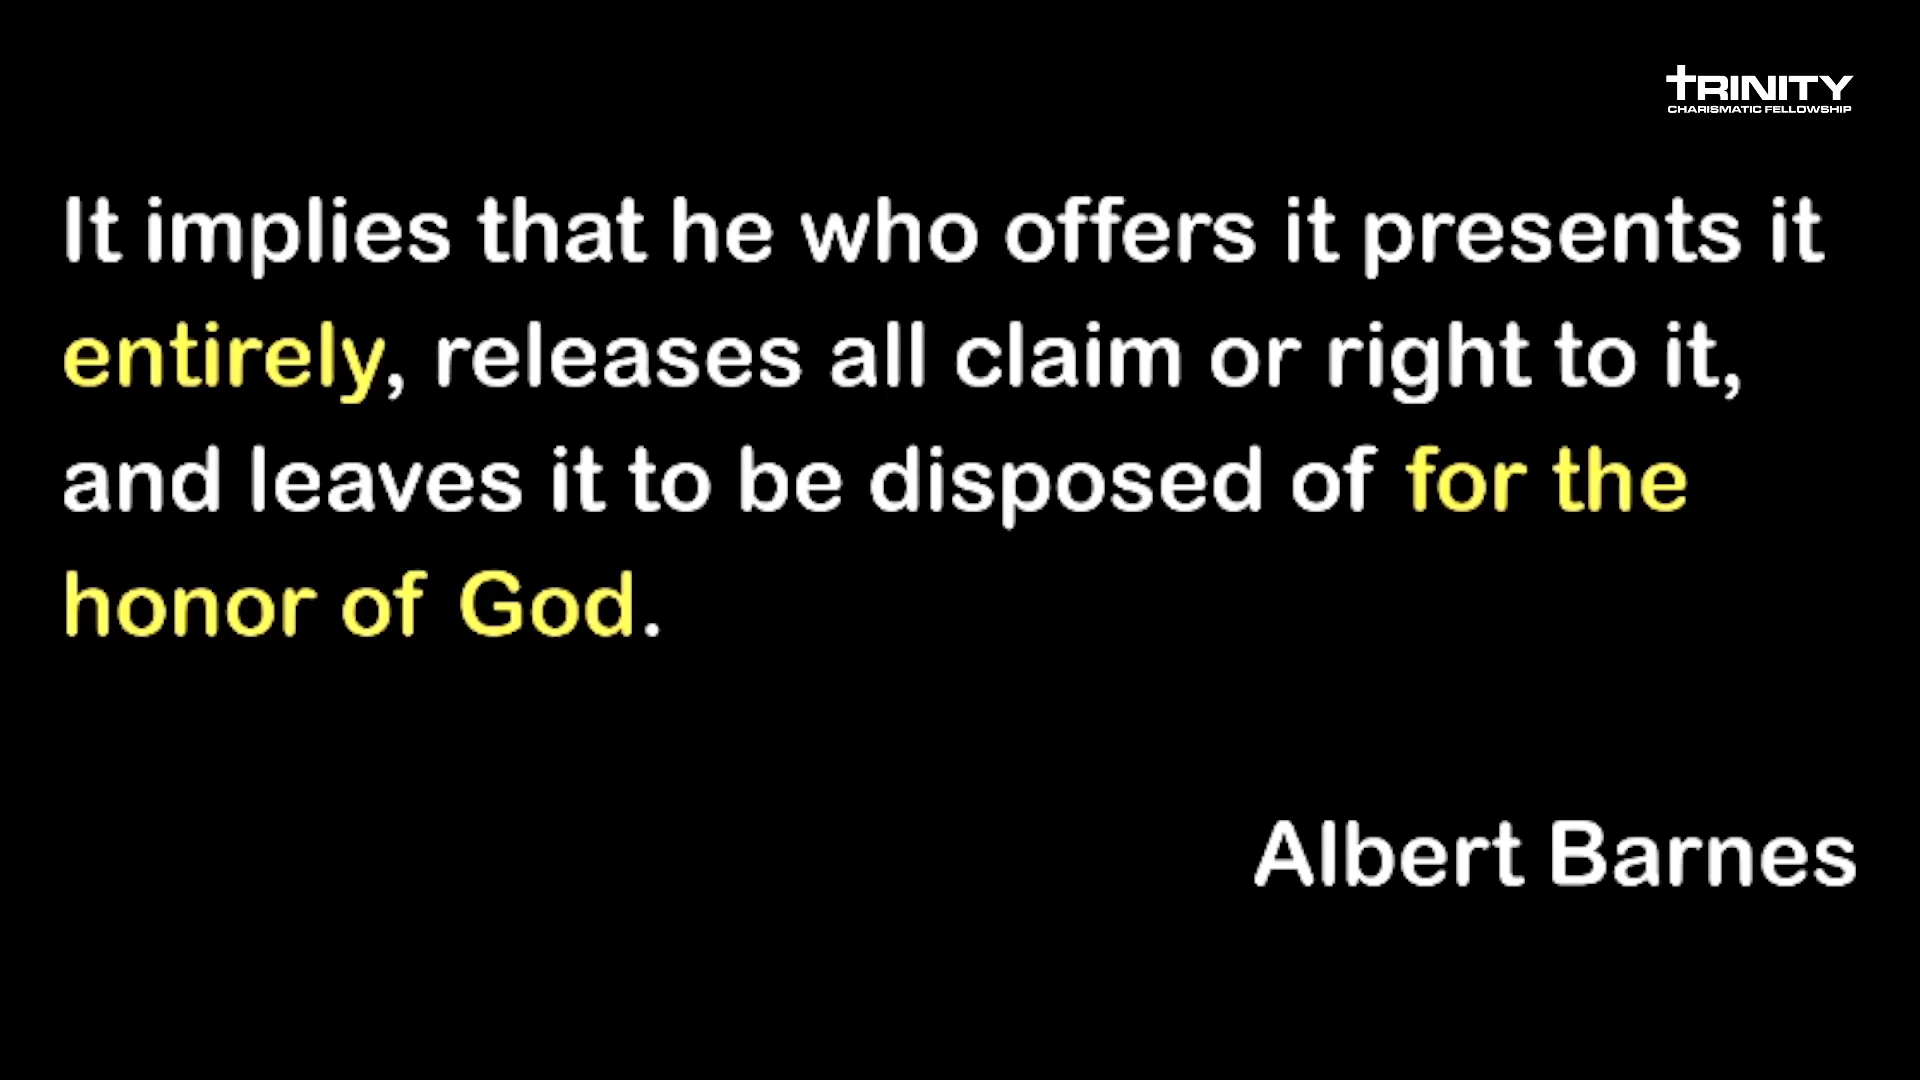 TRINITY
CHARISMATIC FELLOWSHIP
It implies that he who offers it presents it
entirely, releases all claim or right to it,
and leaves it to be disposed of for the
honor of God.
Albert Barnes